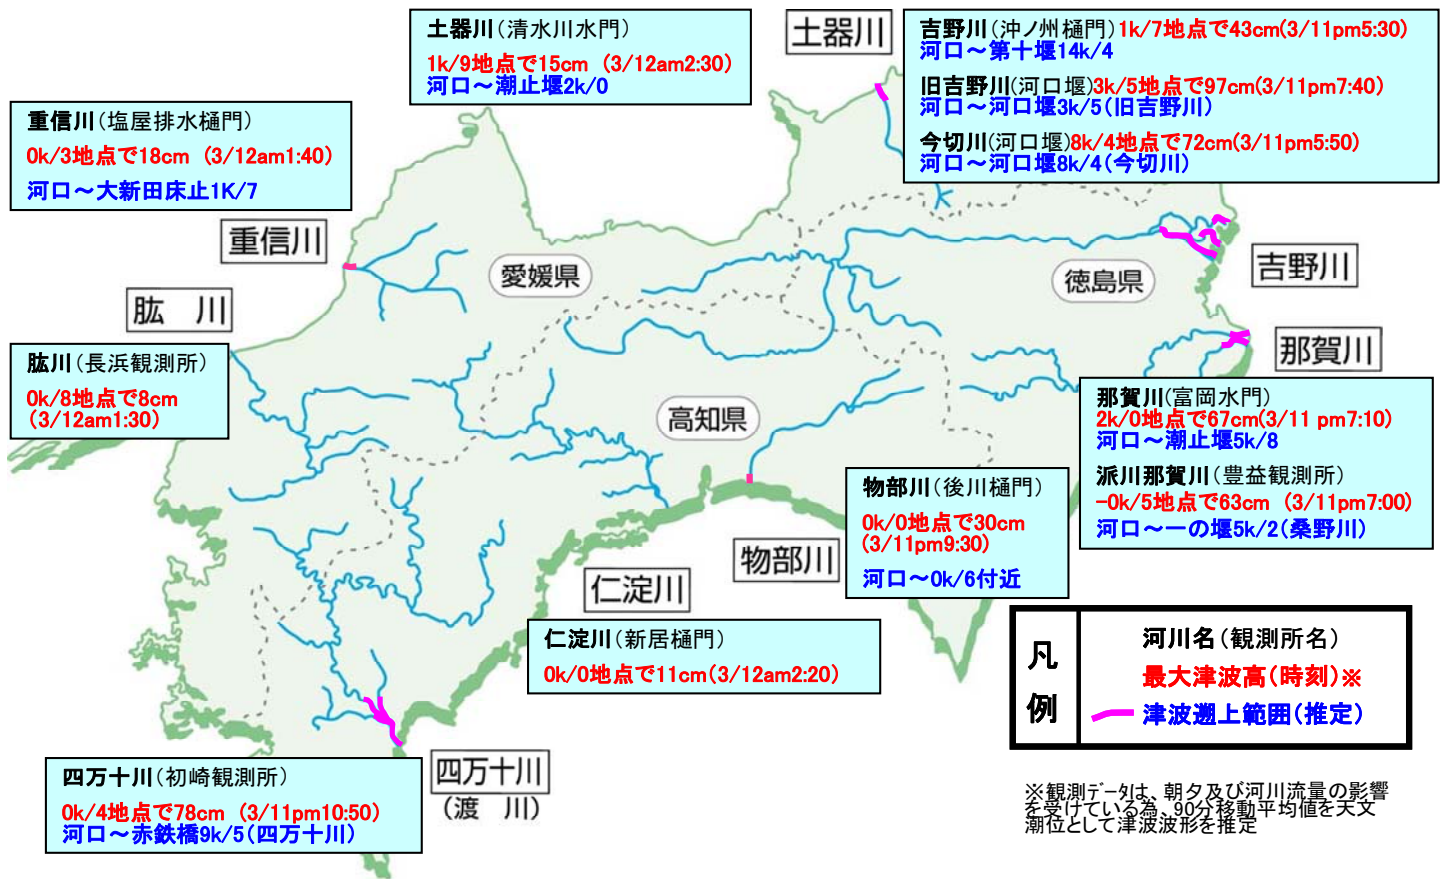 土器川(清水川水門)
1k/9地点で15cm (3/12am2:30)
河口～潮止堰2k/0
土器川
吉野川(沖ノ州樋門)1k/7地点で43cm(3/11pm5:30)
河口～第十堰14k/4
旧吉野川(河口堰)3k/5地点で97cm(3/11pm7:40)
河口～河口堰3k/5(旧吉野川)
今切川(河口堰)8k/4地点で72cm(3/11pm5:50)
河口～河口堰8k/4(今切川)
重信川(塩屋排水樋門)
0k/3地点で18cm (3/12am1:40)
河口～大新田床止1K/7
重信川
愛媛県
徳島県
吉野川
肱 川
那賀川
肱川(長浜観測所)
0k/8地点で8cm
(3/12am1:30)
高知県
那賀川(富岡水門)
2k/0地点で67cm(3/11 pm7:10)
河口～潮止堰5k/8
派川那賀川(豊益観測所)
-0k/5地点で63cm (3/11pm7:00)
河口～一の堰5k/2(桑野川)
物部川(後川樋門)
0k/0地点で30cm
(3/11pm9:30)
河口～0k/6付近
物部川
仁淀川
仁淀川(新居樋門)
0k/0地点で11cm(3/12am2:20)
凡例
河川名(観測所名)
最大津波高(時刻)※
津波遡上範囲(推定)
四万十川
(渡 川)
四万十川(初崎観測所)
0k/4地点で78cm (3/11pm10:50)
河口～赤鉄橋9k/5(四万十川)
※観測ﾃﾞｰﾀは、朝夕及び河川流量の影響
を受けている為、90分移動平均値を天文
潮位として津波波形を推定